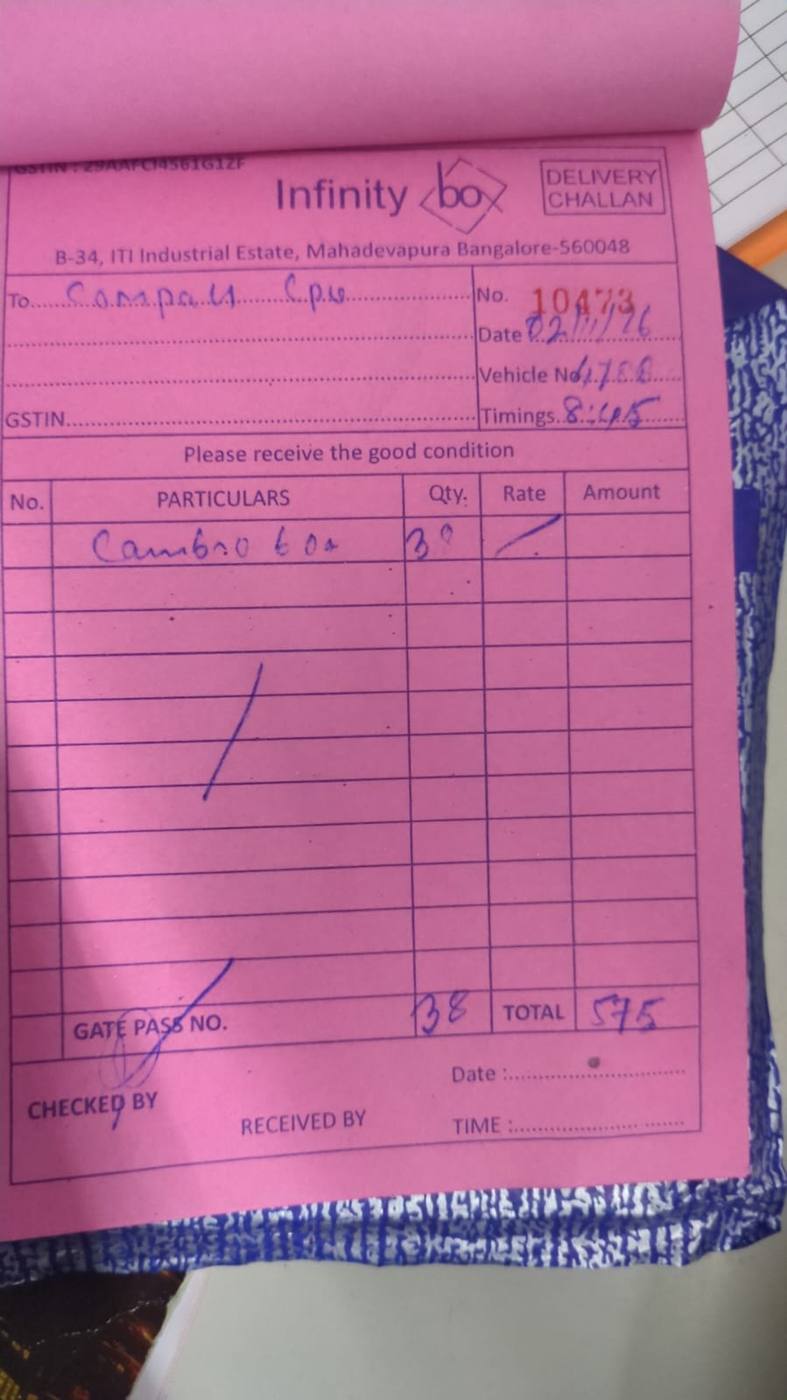 Infinity box
DELIVERY CHALLAN
B-34, ITI Industrial Estate, Mahadevapura Bangalore-560048
To
No. 10473
Date 02/
Vehicle No.
GSTIN
Timings 8:45
Please receive the good condition
No. PARTICULARS Qty. Rate Amount
Cambro
GATE PASS NO. 38 TOTAL 575
Date :
CHECKED BY
RECEIVED BY
TIME :